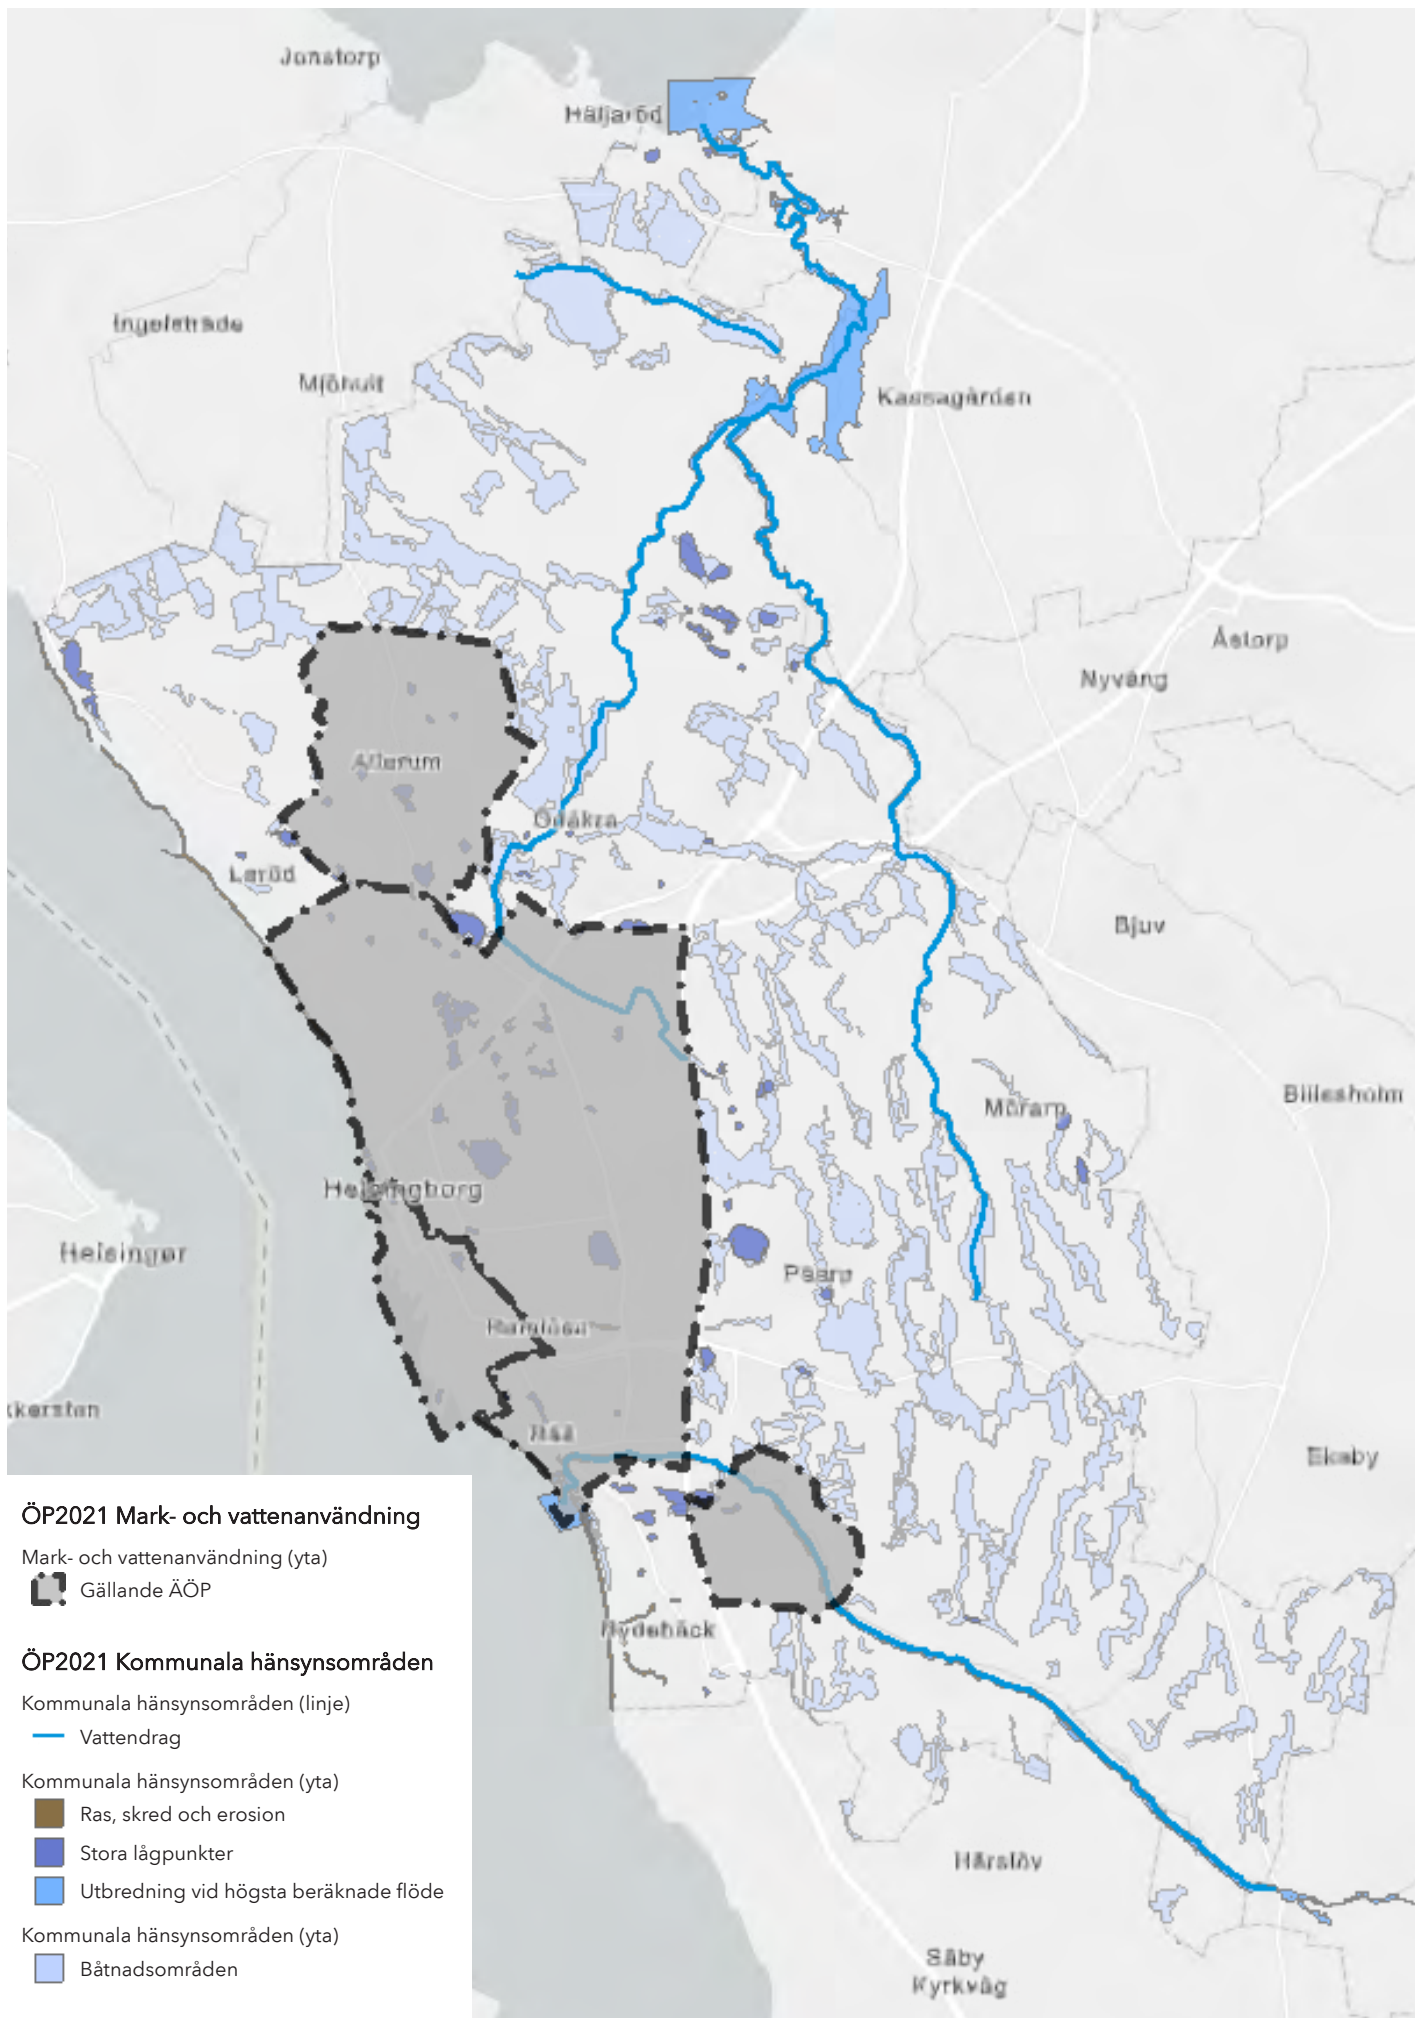 Jonstorp
Häljaröd
Ingelsträde
Mjöhult
Kassagården
Åstorp
Nyvång
Allerum
Ödåkra
Laröd
Bjuv
Billesholm
Mörarp
Helsingborg
Helsingør
Påarp
Ramlösa
Råå
Ekeby
Rydebäck
Härslöv
Säby
Kyrkväg
ÖP2021 Mark- och vattenanvändning
Mark- och vattenanvändning (yta)
Gällande ÄÖP
ÖP2021 Kommunala hänsynsområden
Kommunala hänsynsområden (linje)
Vattendrag
Kommunala hänsynsområden (yta)
Ras, skred och erosion
Stora lågpunkter
Utbredning vid högsta beräknade flöde
Kommunala hänsynsområden (yta)
Båtnadsområden